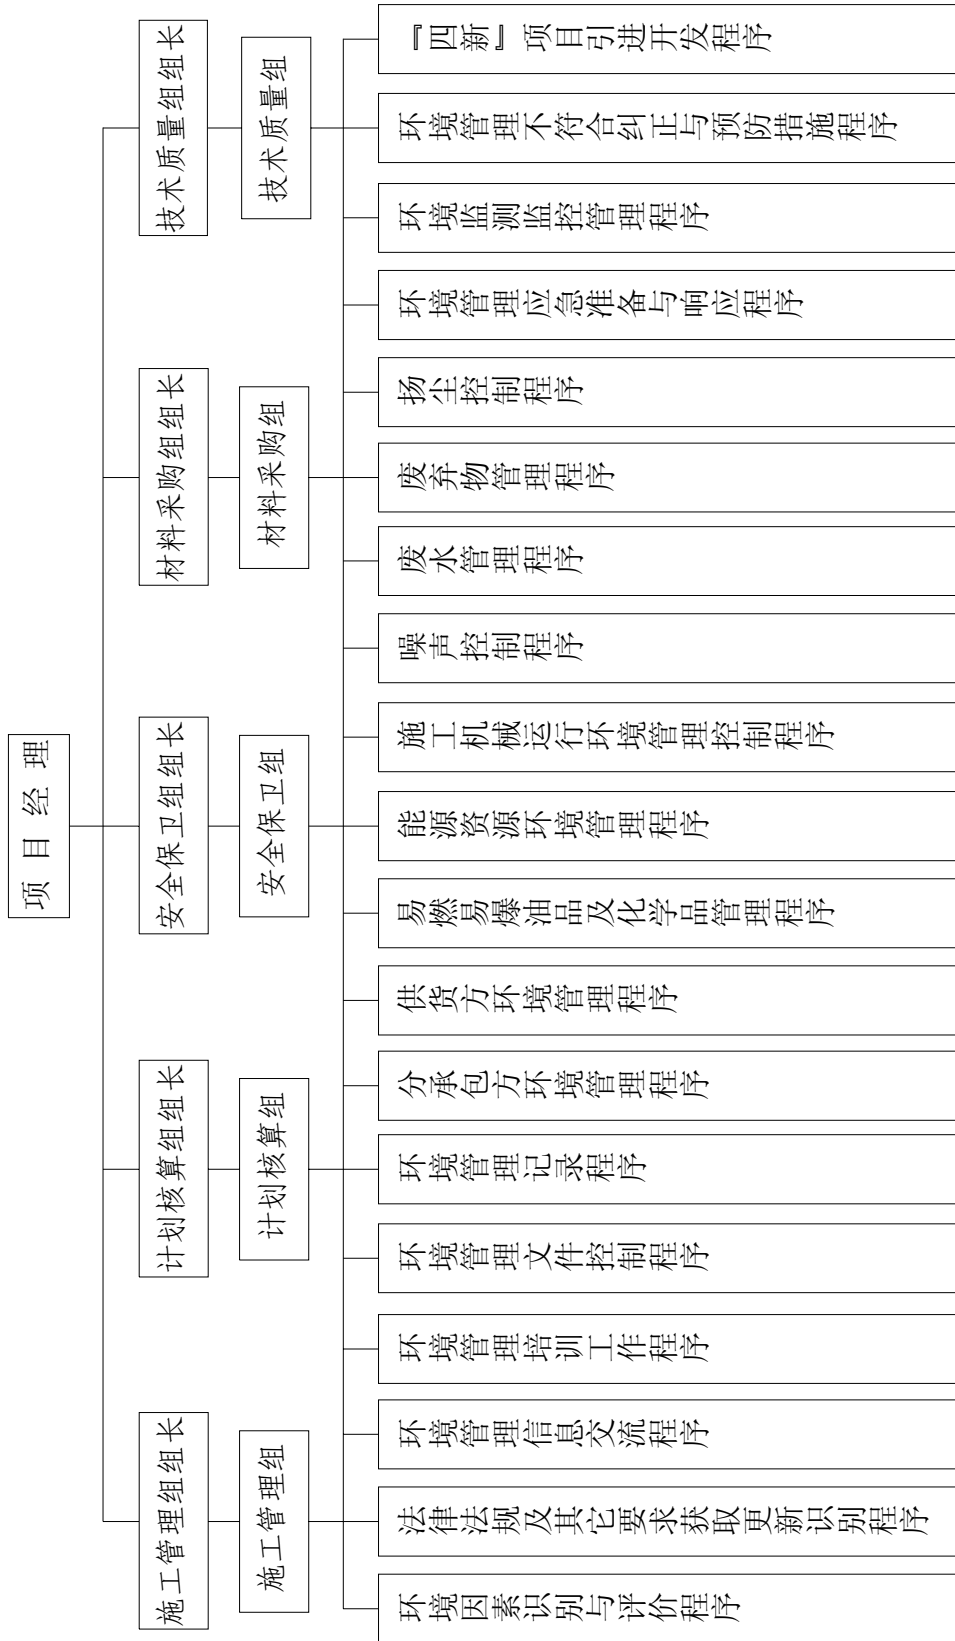 项目经理
施工管理组组长
计划核算组组长
安全保卫组组长
材料采购组组长
技术质量组组长
施工管理组
计划核算组
安全保卫组
材料采购组
技术质量组
环境因素识别与评价程序
法律法规及其它要求获取更新识别程序
环境管理信息交流程序
环境管理培训工作程序
环境管理文件控制程序
环境管理记录程序
分承包方环境管理程序
供货方环境管理程序
易燃易爆油品及化学品管理程序
能源资源环境管理程序
施工机械运行环境管理控制程序
噪声控制程序
废水管理程序
废弃物管理程序
扬尘控制程序
环境管理应急准备与响应程序
环境监测监控管理程序
环境管理不符合纠正与预防措施程序
『四新』项目引进开发程序